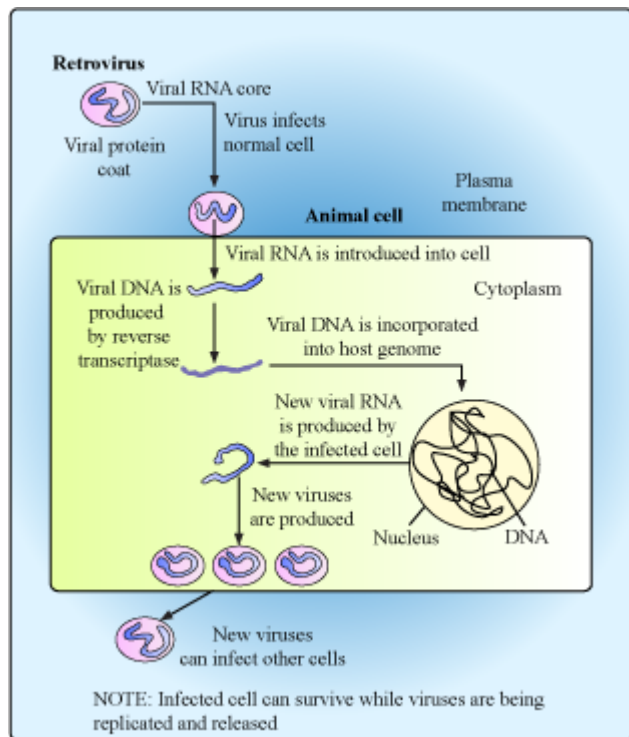 Retrovirus
Viral RNA core
Viral protein
coat
Virus infects
normal cell
Plasma
membrane
Animal cell
Viral RNA is introduced into cell
Cytoplasm
Viral DNA is
produced
by reverse
transcriptase
Viral DNA is incorporated
into host genome
New viral RNA
is produced by
the infected cell
New viruses
are produced
Nucleus
DNA
New viruses
can infect other cells
NOTE: Infected cell can survive while viruses are being
replicated and released